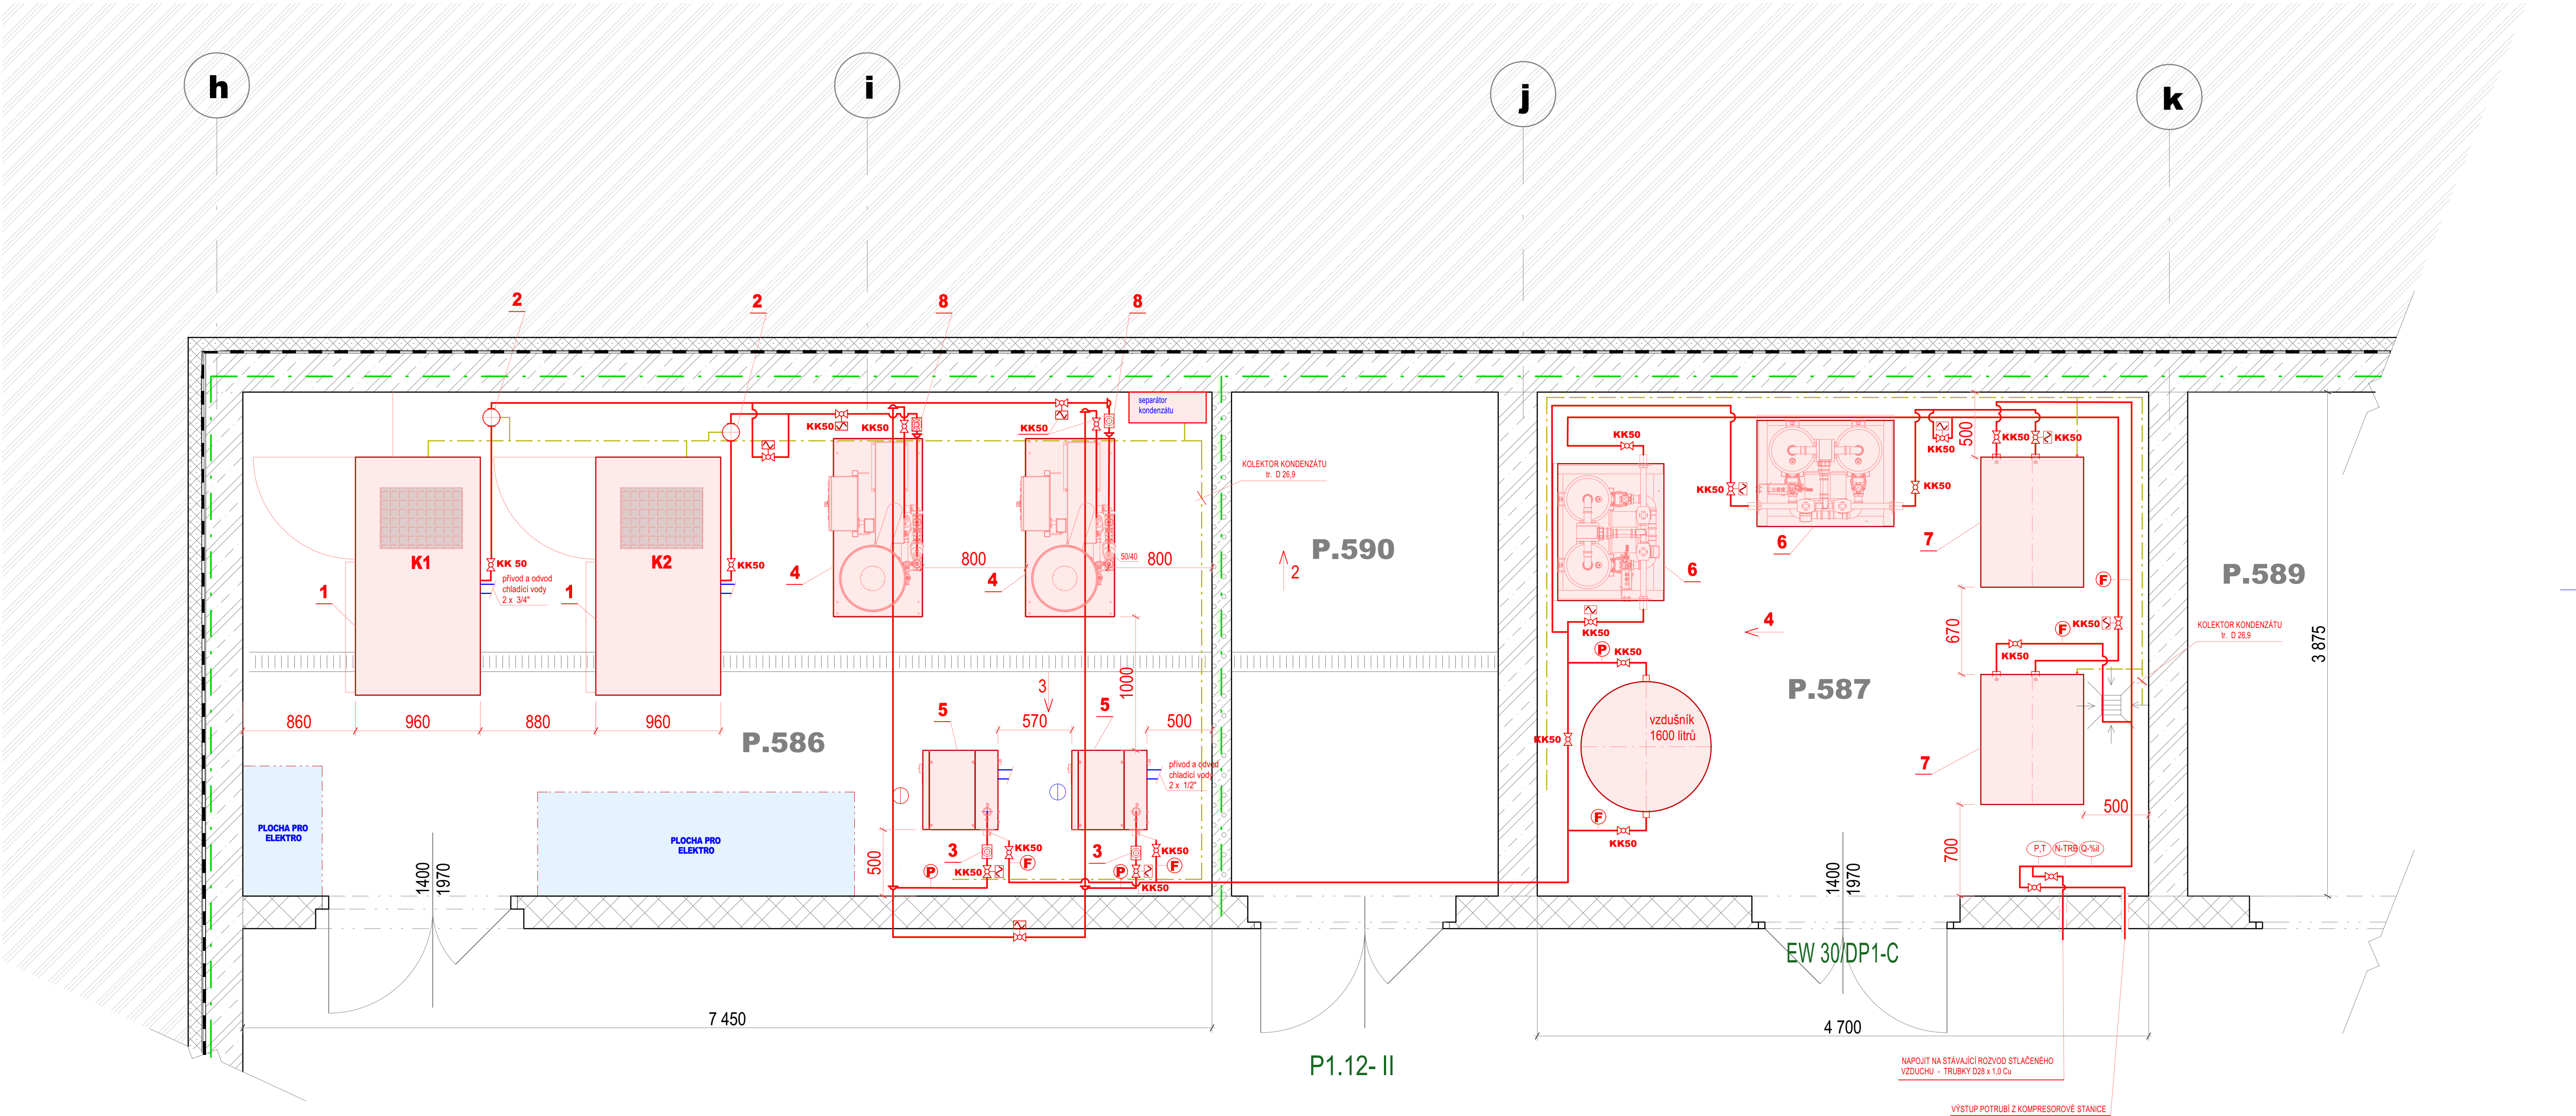 h
i
j
k
2
2
8
8
separátor
kondenzátu
KK50
KK50
KK50
KOLEKTOR KONDENZÁTU
tr. D 26,9
K1
K2
KK 50
KK50
přívod a odvod
chladící vody
2 x 3/4"
1
1
4
4
800
50/40
800
P.590
2
1000
3
860
960
880
960
P.586
5
570
5
500
přívod a odvod
chladící vody
2 x 1/2"
PLOCHA PRO
ELEKTRO
PLOCHA PRO
ELEKTRO
500
3
3
KK50
F
KK50
F
P
KK50
P
KK50
1400
1970
7 450
P1.12- II
KK50
KK50
KK50
KK50
500
KK50
KK50
KK50
6
6
7
F
P.589
KK50
P
KK50
4
670
F
KK50
KK50
KOLEKTOR KONDENZÁTU
tr. D 26,9
3 875
P.587
vzdušník
1600 litrů
KK50
7
500
F
KK50
700
P,T
N-TRB
Q-%il
1400
1970
EW 30/DP1-C
4 700
NAPOJIT NA STÁVAJÍCÍ ROZVOD STLAČENÉHO
VZDUCHU - TRUBKY D28 x 1,0 Cu
VÝSTUP POTRUBÍ Z KOMPRESOROVÉ STANICE